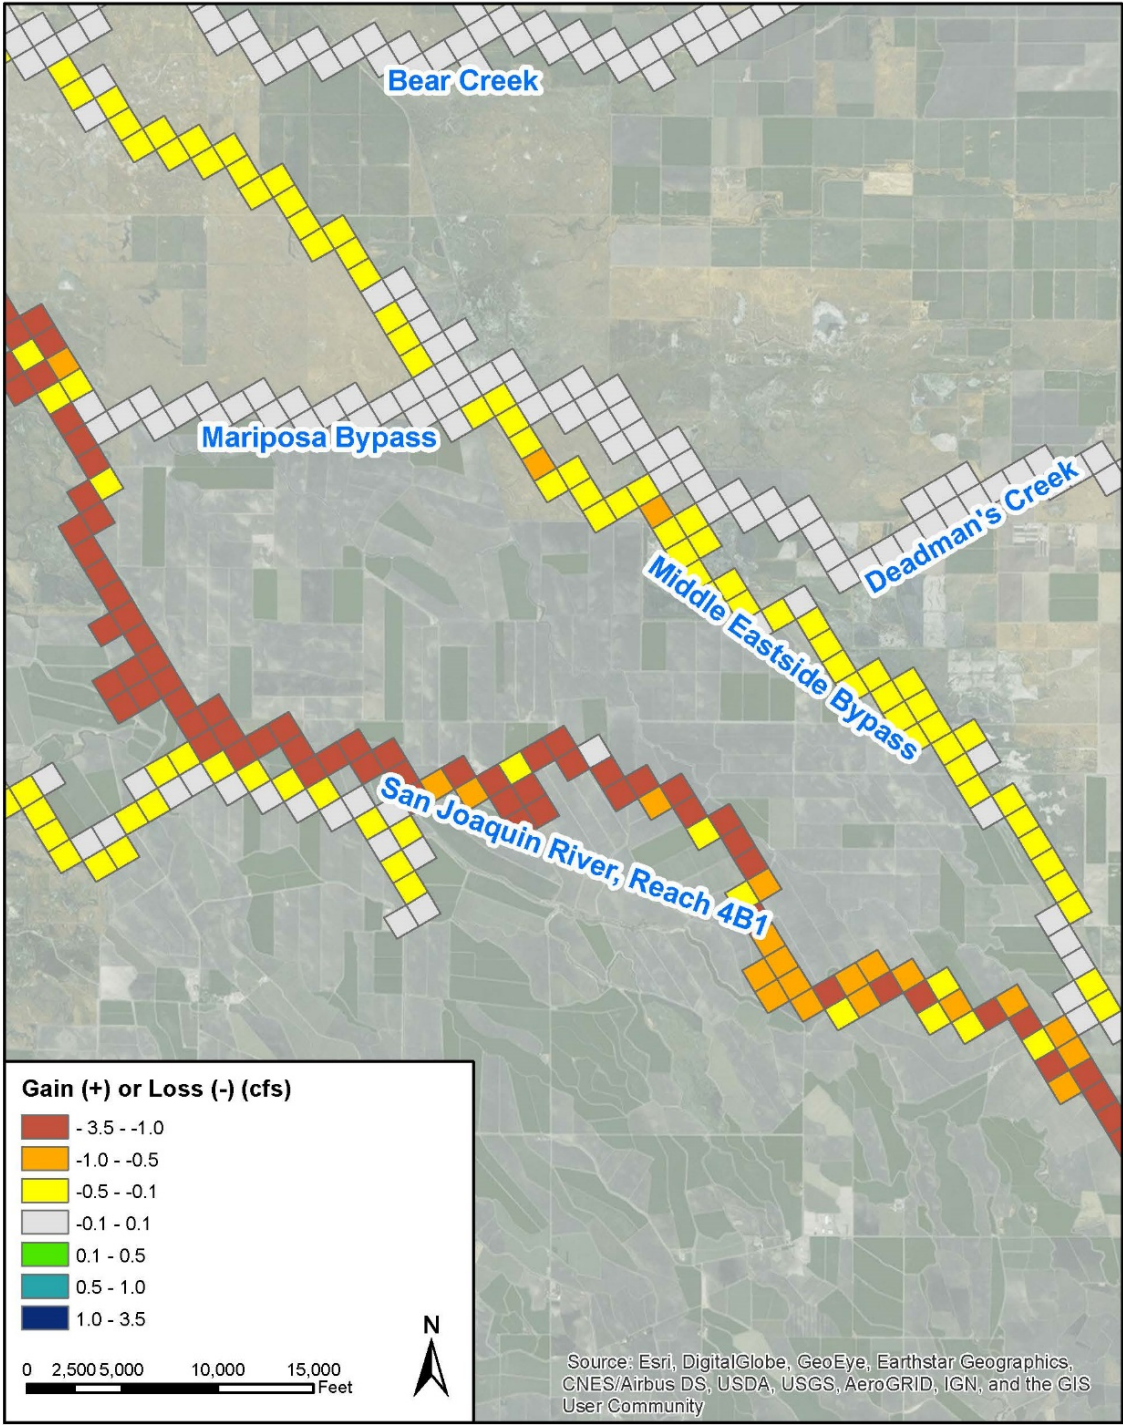 Bear Creek
Mariposa Bypass
Deadman's Creek
Middle Eastside Bypass
San Joaquin River, Reach 4B1
Gain (+) or Loss (-) (cfs)
- 3.5 - -1.0
-1.0 - -0.5
-0.5 - -0.1
-0.1 - 0.1
0.1 - 0.5
0.5 - 1.0
1.0 - 3.5
N
0 2,500 5,000 10,000 15,000
Feet
Source: Esri, DigitalGlobe, GeoEye, Earthstar Geographics,
CNES/Airbus DS, USDA, USGS, AeroGRID, IGN, and the GIS
User Community